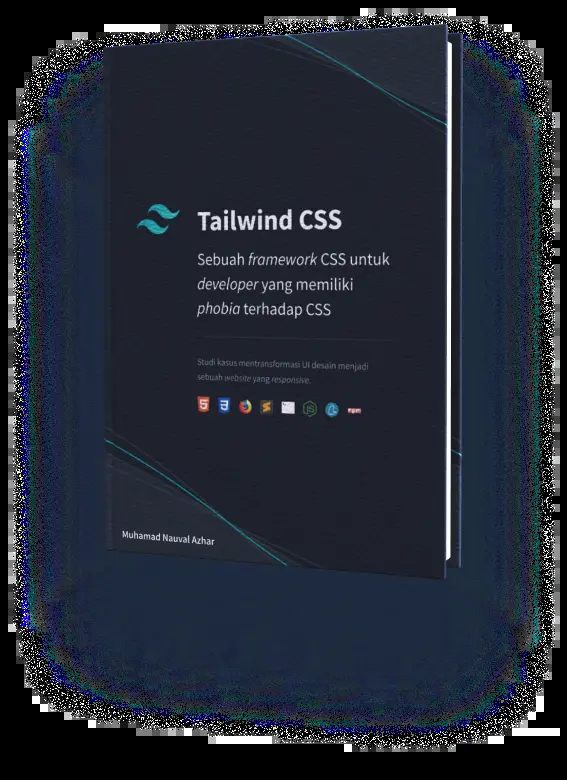 Tailwind CSS
Sebuah framework CSS untuk
developer yang memiliki
phobia terhadap CSS
Studi kasus mentransformasi UI desain menjadi
sebuah website yang responsive.
Muhamad Nauval Azhar